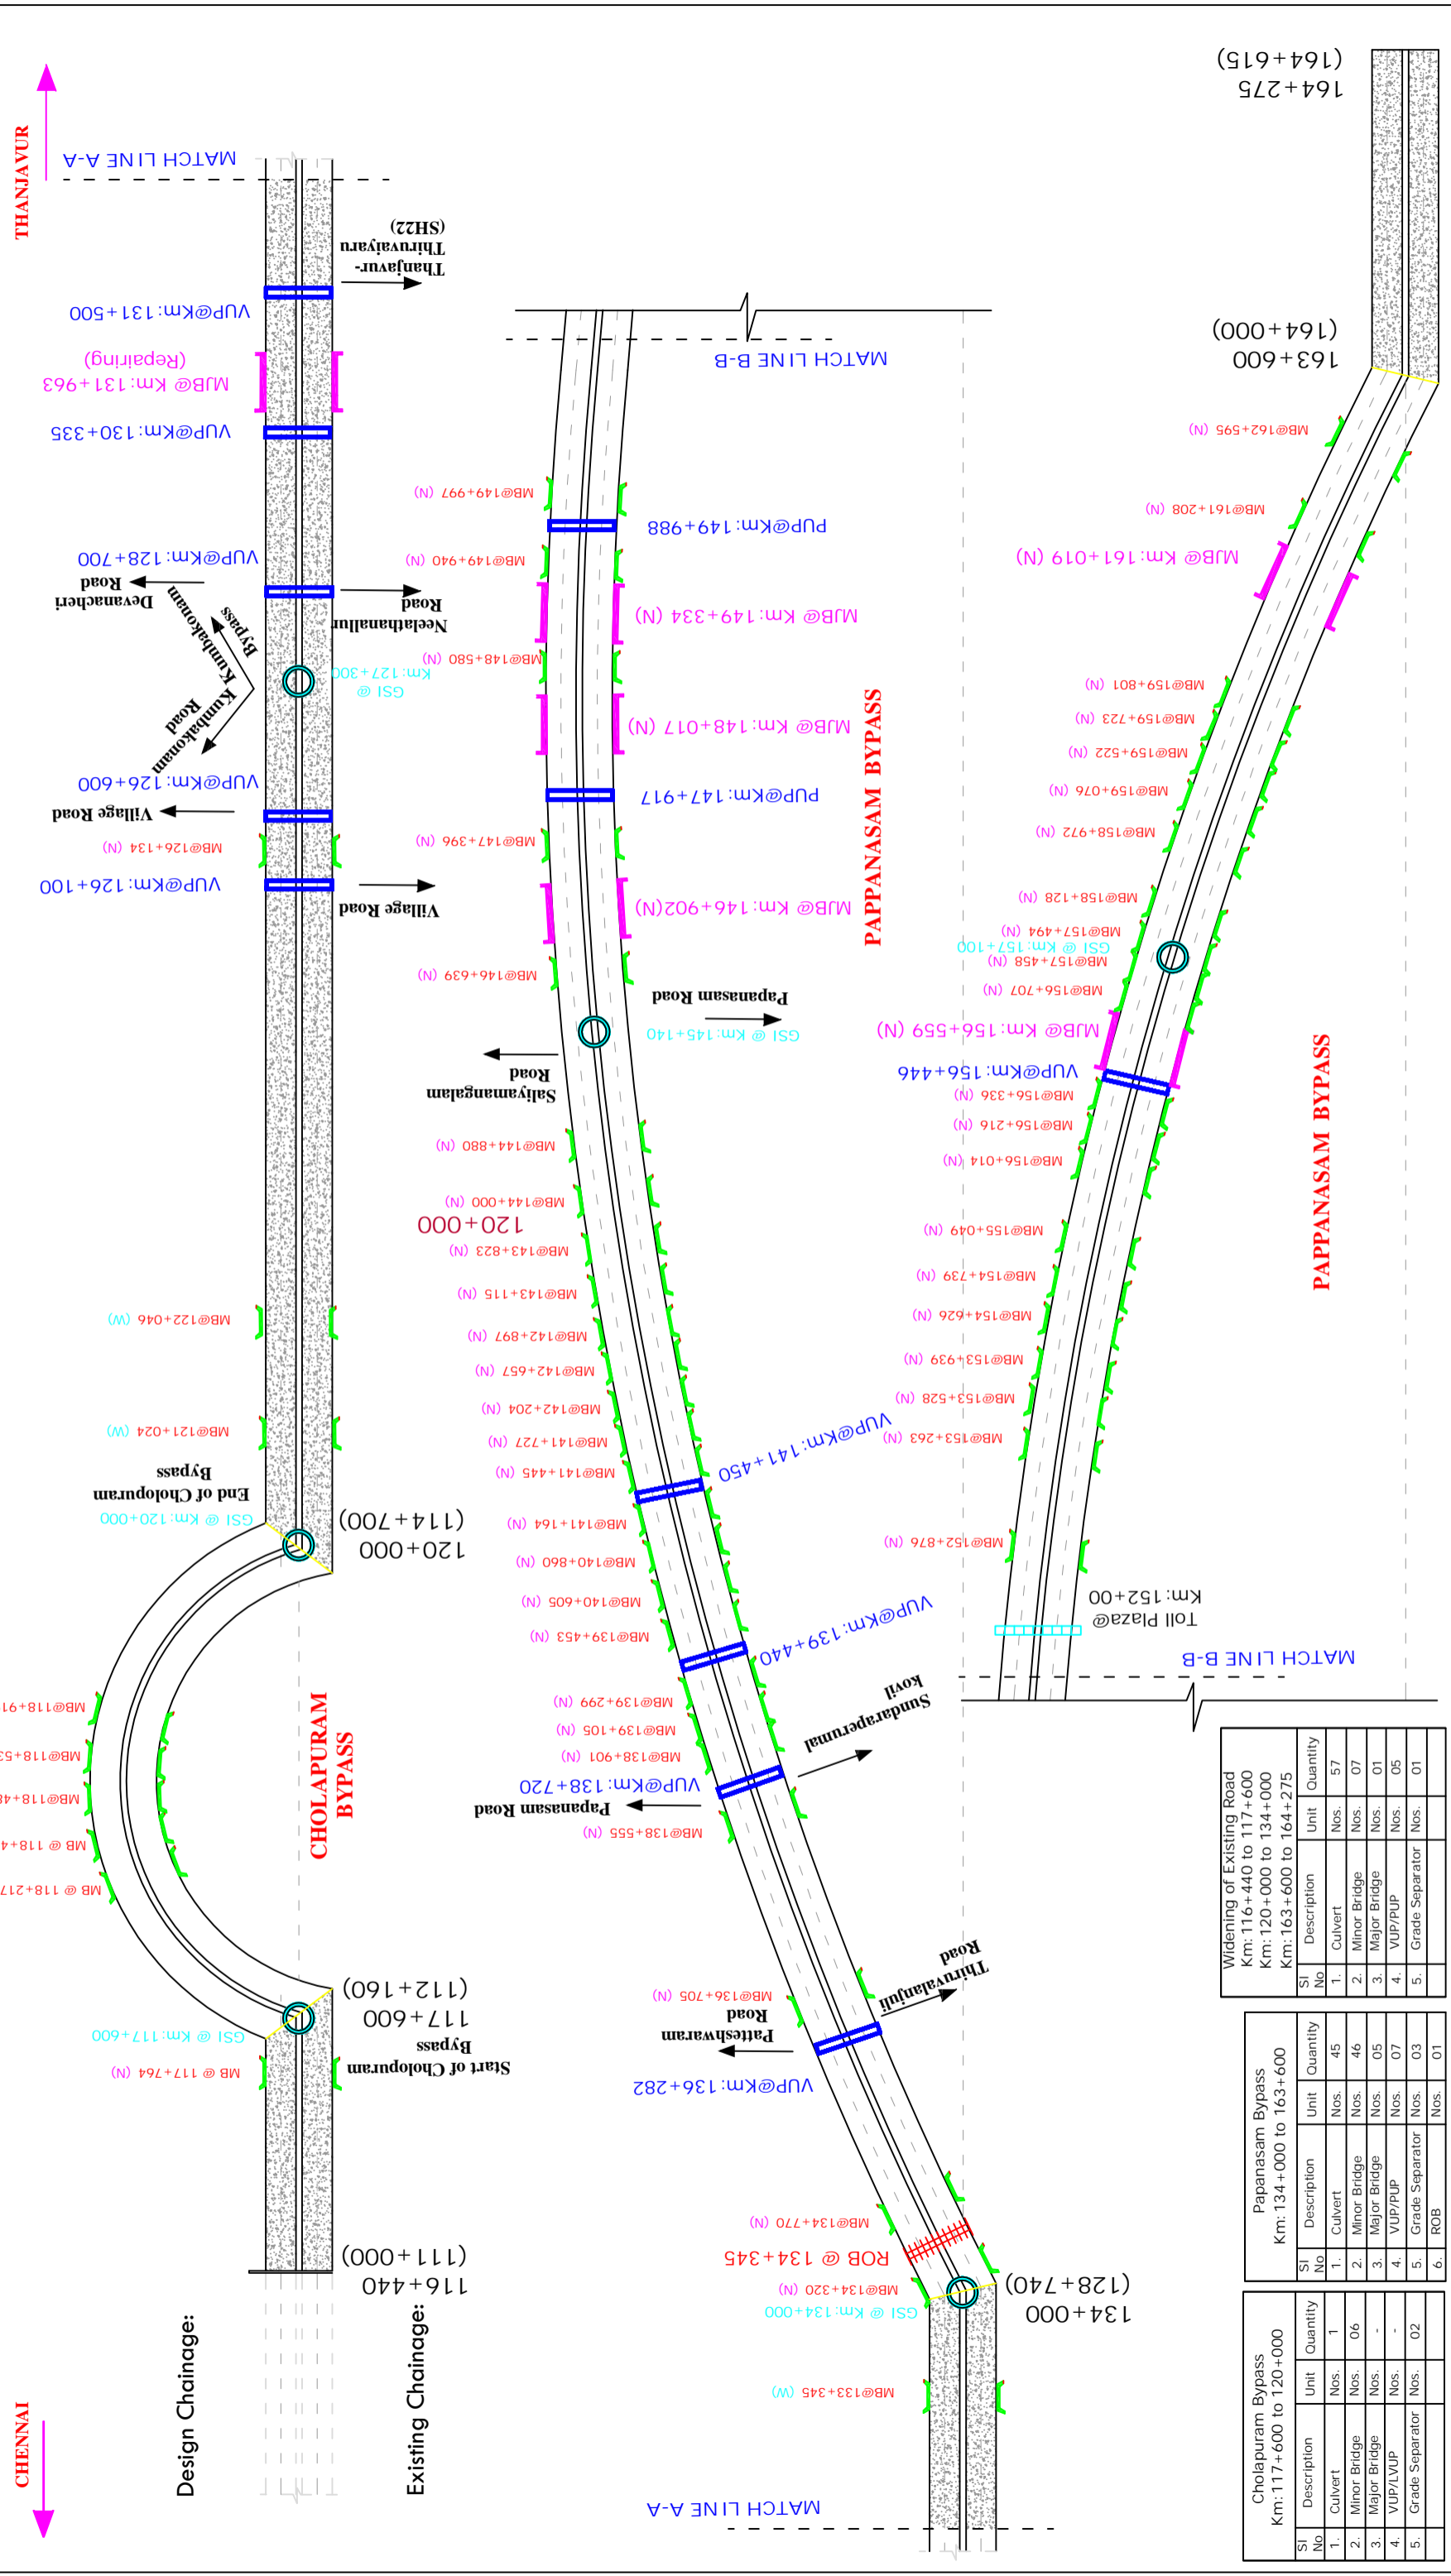 CHENNAI
THANJAVUR
Design Chainage:
Existing Chainage:
116+440
(111+000)
MB @ 117+764 (N)
Start of Cholopuram
Bypass
GSI @ Km:117+600
117+600
(112+160)
MB @ 118+217
MB @ 118+4
MB@118+48
MB@118+53
MB@118+91
CHOLAPURAM
BYPASS
120+000
(114+700)
GSI @ Km:120+000
End of Cholopuram
Bypass
MB@121+024 (W)
MB@122+046 (W)
VUP@Km:126+100
Village Road
MB@126+134 (N)
Village Road
VUP@Km:126+600
Kumbakonam
Road
Kumbakonam
Bypass
GSI @
Km:127+300
Neelathanallur
Road
Devanacheri
Road
VUP@Km:128+700
VUP@Km:130+335
MJB@ Km:131+963
(Repairing)
VUP@Km:131+500
Thanjavur-
Thiruvaiyaru
(SH22)
MATCH LINE A-A
MATCH LINE A-A
MB@133+345 (W)
134+000
(128+740)
GSI @ Km:134+000
MB@134+320 (N)
ROB @ 134+345
MB@134+770 (N)
VUP@Km:136+282
Patteshwaram
Road
Thiruvalanjuli
Road
MB@136+705 (N)
MB@138+555 (N)
Papanasam Road
VUP@Km:138+720
Sundaraperumal
kovil
MB@138+901 (N)
MB@139+105 (N)
MB@139+299 (N)
VUP@Km:139+440
MB@139+453 (N)
MB@140+605 (N)
MB@140+860 (N)
MB@141+164 (N)
VUP@Km:141+450
MB@141+445 (N)
MB@141+727 (N)
MB@142+204 (N)
MB@142+657 (N)
MB@142+897 (N)
MB@143+115 (N)
MB@143+823 (N)
120+000
MB@144+000 (N)
MB@144+880 (N)
Saliyamangalam
Road
GSI @ Km:145+140
Papanasam Road
MB@146+639 (N)
MJB@ Km:146+902(N)
MB@147+396 (N)
PUP@Km:147+917
MJB@ Km:148+017 (N)
MB@148+580 (N)
MJB@ Km:149+334 (N)
MB@149+940 (N)
PUP@Km:149+988
MB@149+997 (N)
PAPPANASAM BYPASS
MATCH LINE B-B
MATCH LINE B-B
Toll Plaza@
Km:152+00
MB@152+876 (N)
MB@153+263 (N)
MB@153+528 (N)
MB@153+939 (N)
MB@154+626 (N)
MB@154+739 (N)
MB@155+049 (N)
MB@156+014 (N)
MB@156+216 (N)
MB@156+336 (N)
VUP@Km:156+446
MJB@ Km:156+559 (N)
MB@156+707 (N)
MB@157+458 (N)
GSI @ Km:157+100
MB@157+494 (N)
MB@158+128 (N)
MB@158+972 (N)
MB@159+076 (N)
MB@159+522 (N)
MB@159+723 (N)
MB@159+801 (N)
MJB@ Km:161+019 (N)
MB@161+208 (N)
MB@162+595 (N)
PAPPANASAM BYPASS
163+600
(164+000)
164+275
(164+615)
Cholapuram Bypass
Km:117+600 to 120+000
Sl No Description Unit Quantity
1. Culvert Nos. 1
2. Minor Bridge Nos. 06
3. Major Bridge Nos. -
4. VUP/LVUP Nos. -
5. Grade Separator Nos. 02
Papanasam Bypass
Km:134+000 to 163+600
Sl No Description Unit Quantity
1. Culvert Nos. 45
2. Minor Bridge Nos. 46
3. Major Bridge Nos. 05
4. VUP/PUP Nos. 07
5. Grade Separator Nos. 03
6. ROB Nos. 01
Widening of Existing Road
Km:116+440 to 117+600
Km:120+000 to 134+000
Km:163+600 to 164+275
Sl No Description Unit Quantity
1. Culvert Nos. 57
2. Minor Bridge Nos. 07
3. Major Bridge Nos. 01
4. VUP/PUP Nos. 05
5. Grade Separator Nos. 01